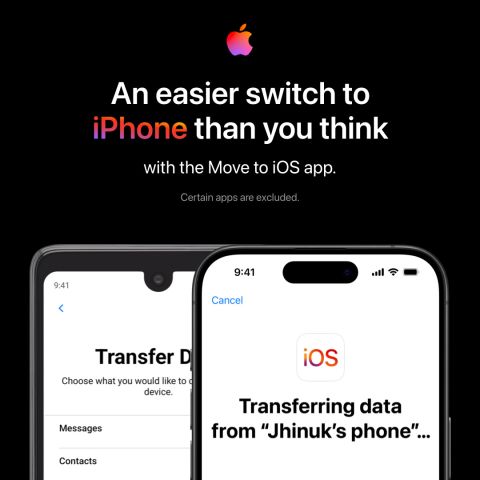 An easier switch to
iPhone than you think
with the Move to iOS app.
Certain apps are excluded.
9:41
Transfer D
Choose what you would like to
device.
Messages
Contacts
9:41
Cancel
iOS
Transferring data
from “Jhinuk’s phone”...